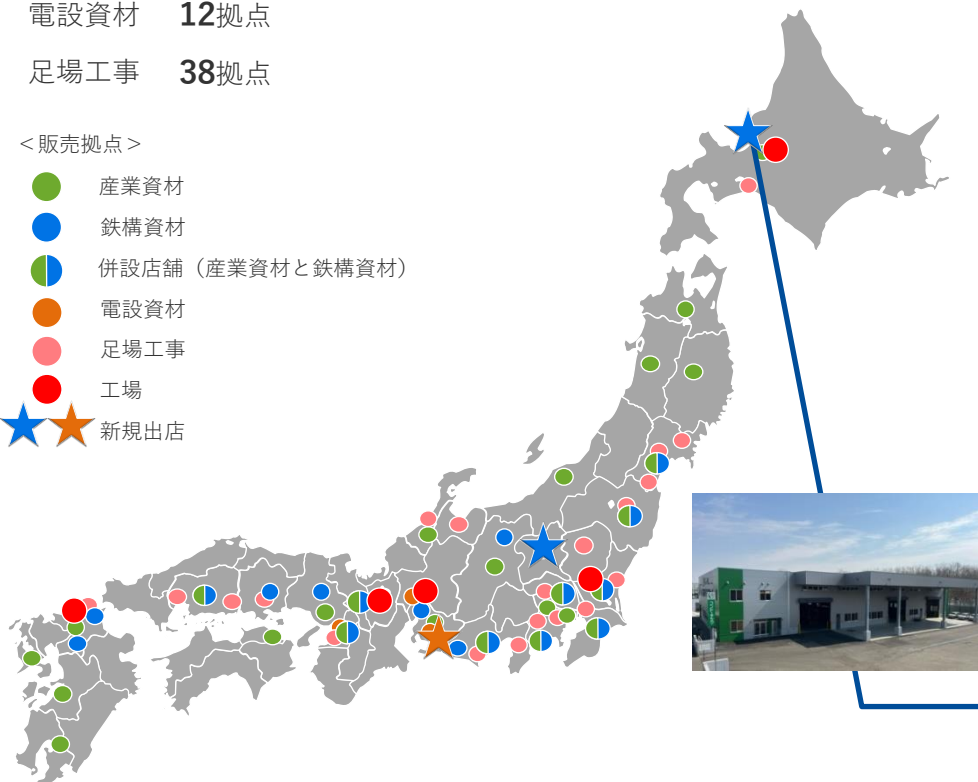 電設資材 12拠点
足場工事 38拠点
＜販売拠点＞
産業資材
鉄構資材
併設店舗（産業資材と鉄構資材）
電設資材
足場工事
工場
新規出店